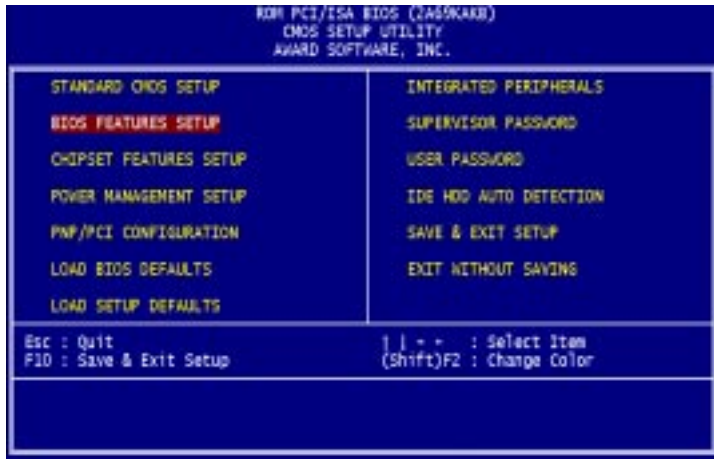 ROM PCI/ISA BIOS (2A69KAKB)
CMOS SETUP UTILITY
AWARD SOFTWARE, INC.
STANDARD CMOS SETUP
BIOS FEATURES SETUP
CHIPSET FEATURES SETUP
POWER MANAGEMENT SETUP
PNP/PCI CONFIGURATION
LOAD BIOS DEFAULTS
LOAD SETUP DEFAULTS
INTEGRATED PERIPHERALS
SUPERVISOR PASSWORD
USER PASSWORD
IDE HDD AUTO DETECTION
SAVE & EXIT SETUP
EXIT WITHOUT SAVING
Esc : Quit
F10 : Save & Exit Setup
: Select Item
(Shift)F2 : Change Color